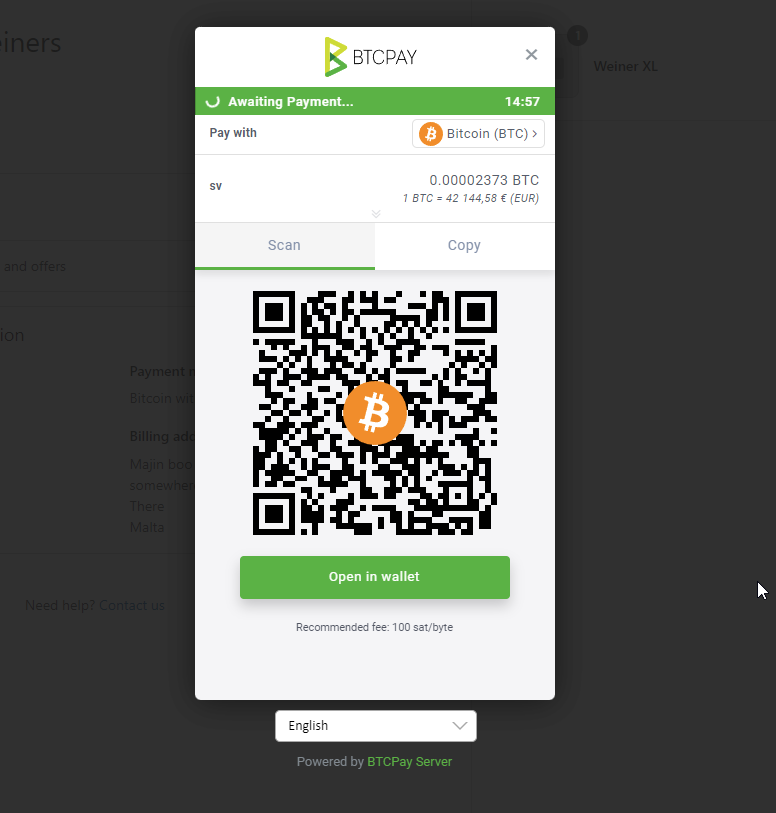 einers
BTCPAY
1
Weiner XL
Awaiting Payment... 14:57
Pay with
Bitcoin (BTC) >
sv
0.00002373 BTC
1 BTC = 42 144,58 € (EUR)
Scan Copy
and offers
ion
Payment
Bitcoin wit
Billing add
Majin boo
somewher
There
Malta
Open in wallet
Need help? Contact us
Recommended fee: 100 sat/byte
English
Powered by BTCPay Server